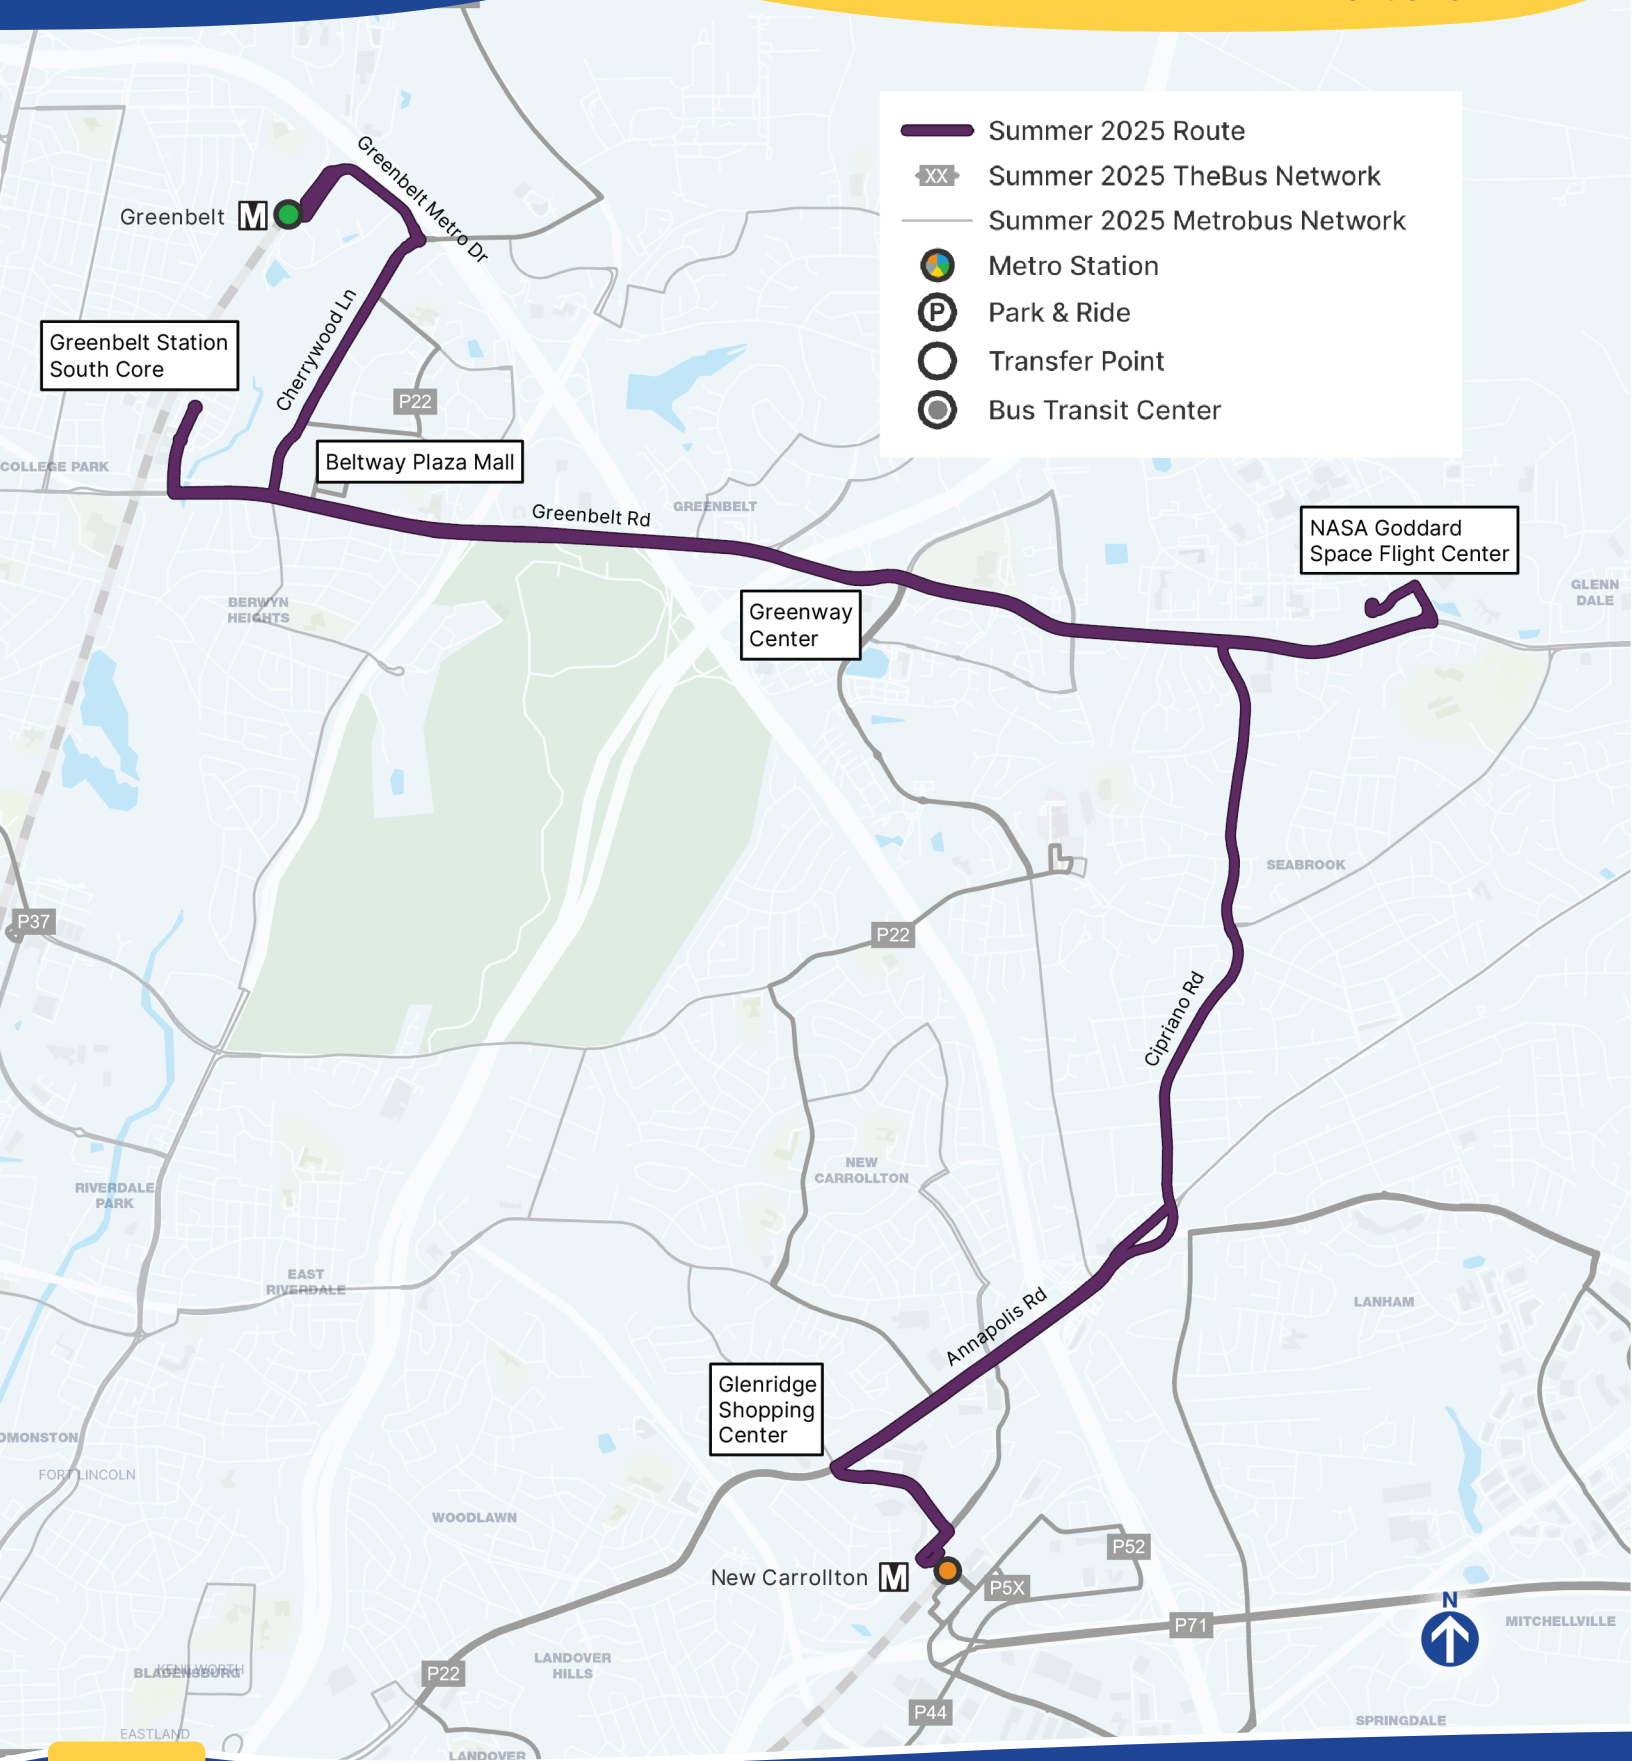 Summer 2025 Route
XX
Summer 2025 TheBus Network
Summer 2025 Metrobus Network
Metro Station
P
Park & Ride
Transfer Point
Bus Transit Center
Greenbelt Metro Dr
Greenbelt M
Cherrywood Ln
Greenbelt Station
South Core
P22
Beltway Plaza Mall
COLLEGE PARK
Greenbelt Rd
GREENBELT
NASA Goddard
Space Flight Center
GLENN
DALE
BERWYN
HEIGHTS
Greenway
Center
SEABROOK
P37
P22
Cipriano Rd
NEW
CARROLLTON
RIVERDALE
PARK
EAST
RIVERDALE
LANHAM
Annapolis Rd
Glenridge
Shopping
Center
DMONSTON
FORT LINCOLN
WOODLAWN
P52
New Carrollton M
P5X
P71
N
MITCHELLVILLE
LANDOVER
HILLS
KENILWORTH
BLADENSBURG
P22
P44
SPRINGDALE
EASTLAND
LANDOVER